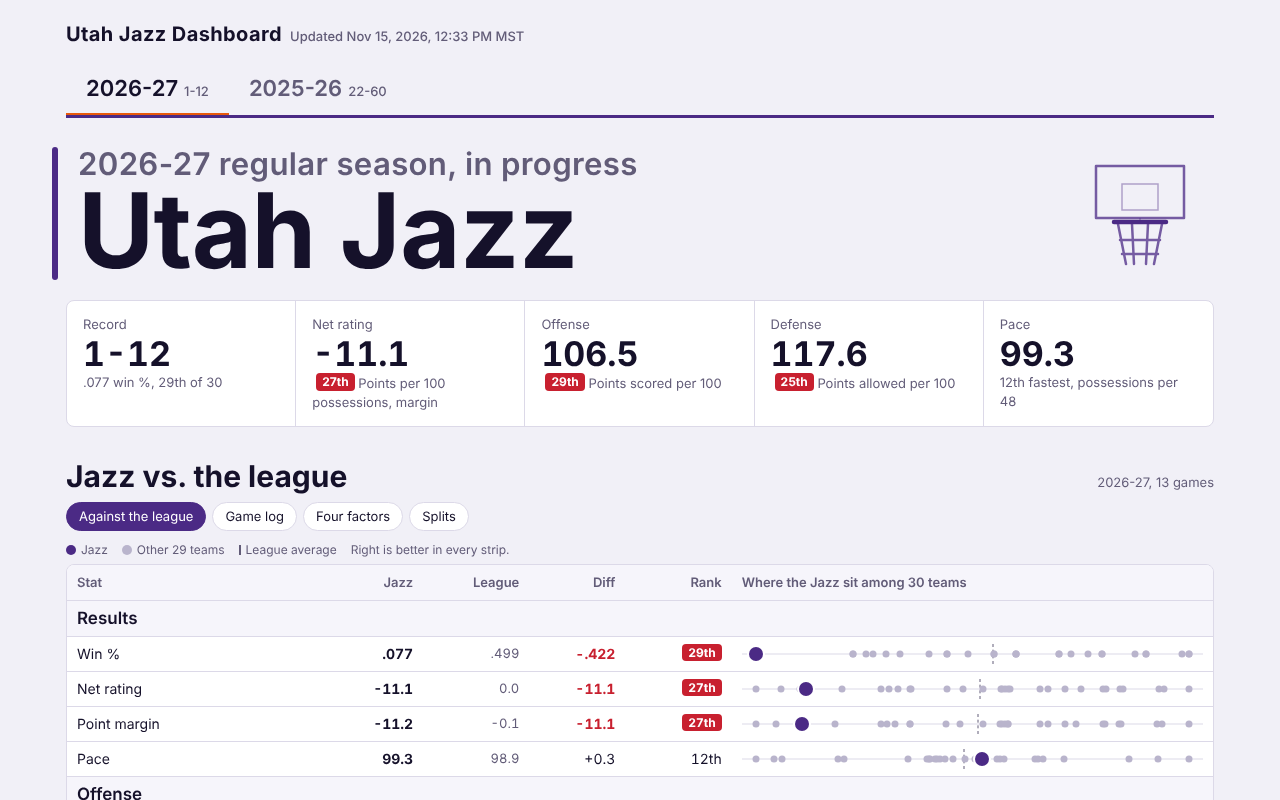 Utah Jazz Dashboard Updated Nov 15, 2026, 12:33 PM MST
2026-27 1-12 2025-26 22-60
2026-27 regular season, in progress
Utah Jazz
Record
1-12
.077 win %, 29th of 30
Net rating
-11.1
27th Points per 100
possessions, margin
Offense
106.5
29th Points scored per 100
Defense
117.6
25th Points allowed per 100
Pace
99.3
12th fastest, possessions per
48
Jazz vs. the league 2026-27, 13 games
Against the league Game log Four factors Splits
Jazz Other 29 teams League average Right is better in every strip.
Stat Jazz League Diff Rank Where the Jazz sit among 30 teams
Results
Win % .077 .499 -.422 29th
Net rating -11.1 0.0 -11.1 27th
Point margin -11.2 -0.1 -11.1 27th
Pace 99.3 98.9 +0.3 12th
Offense